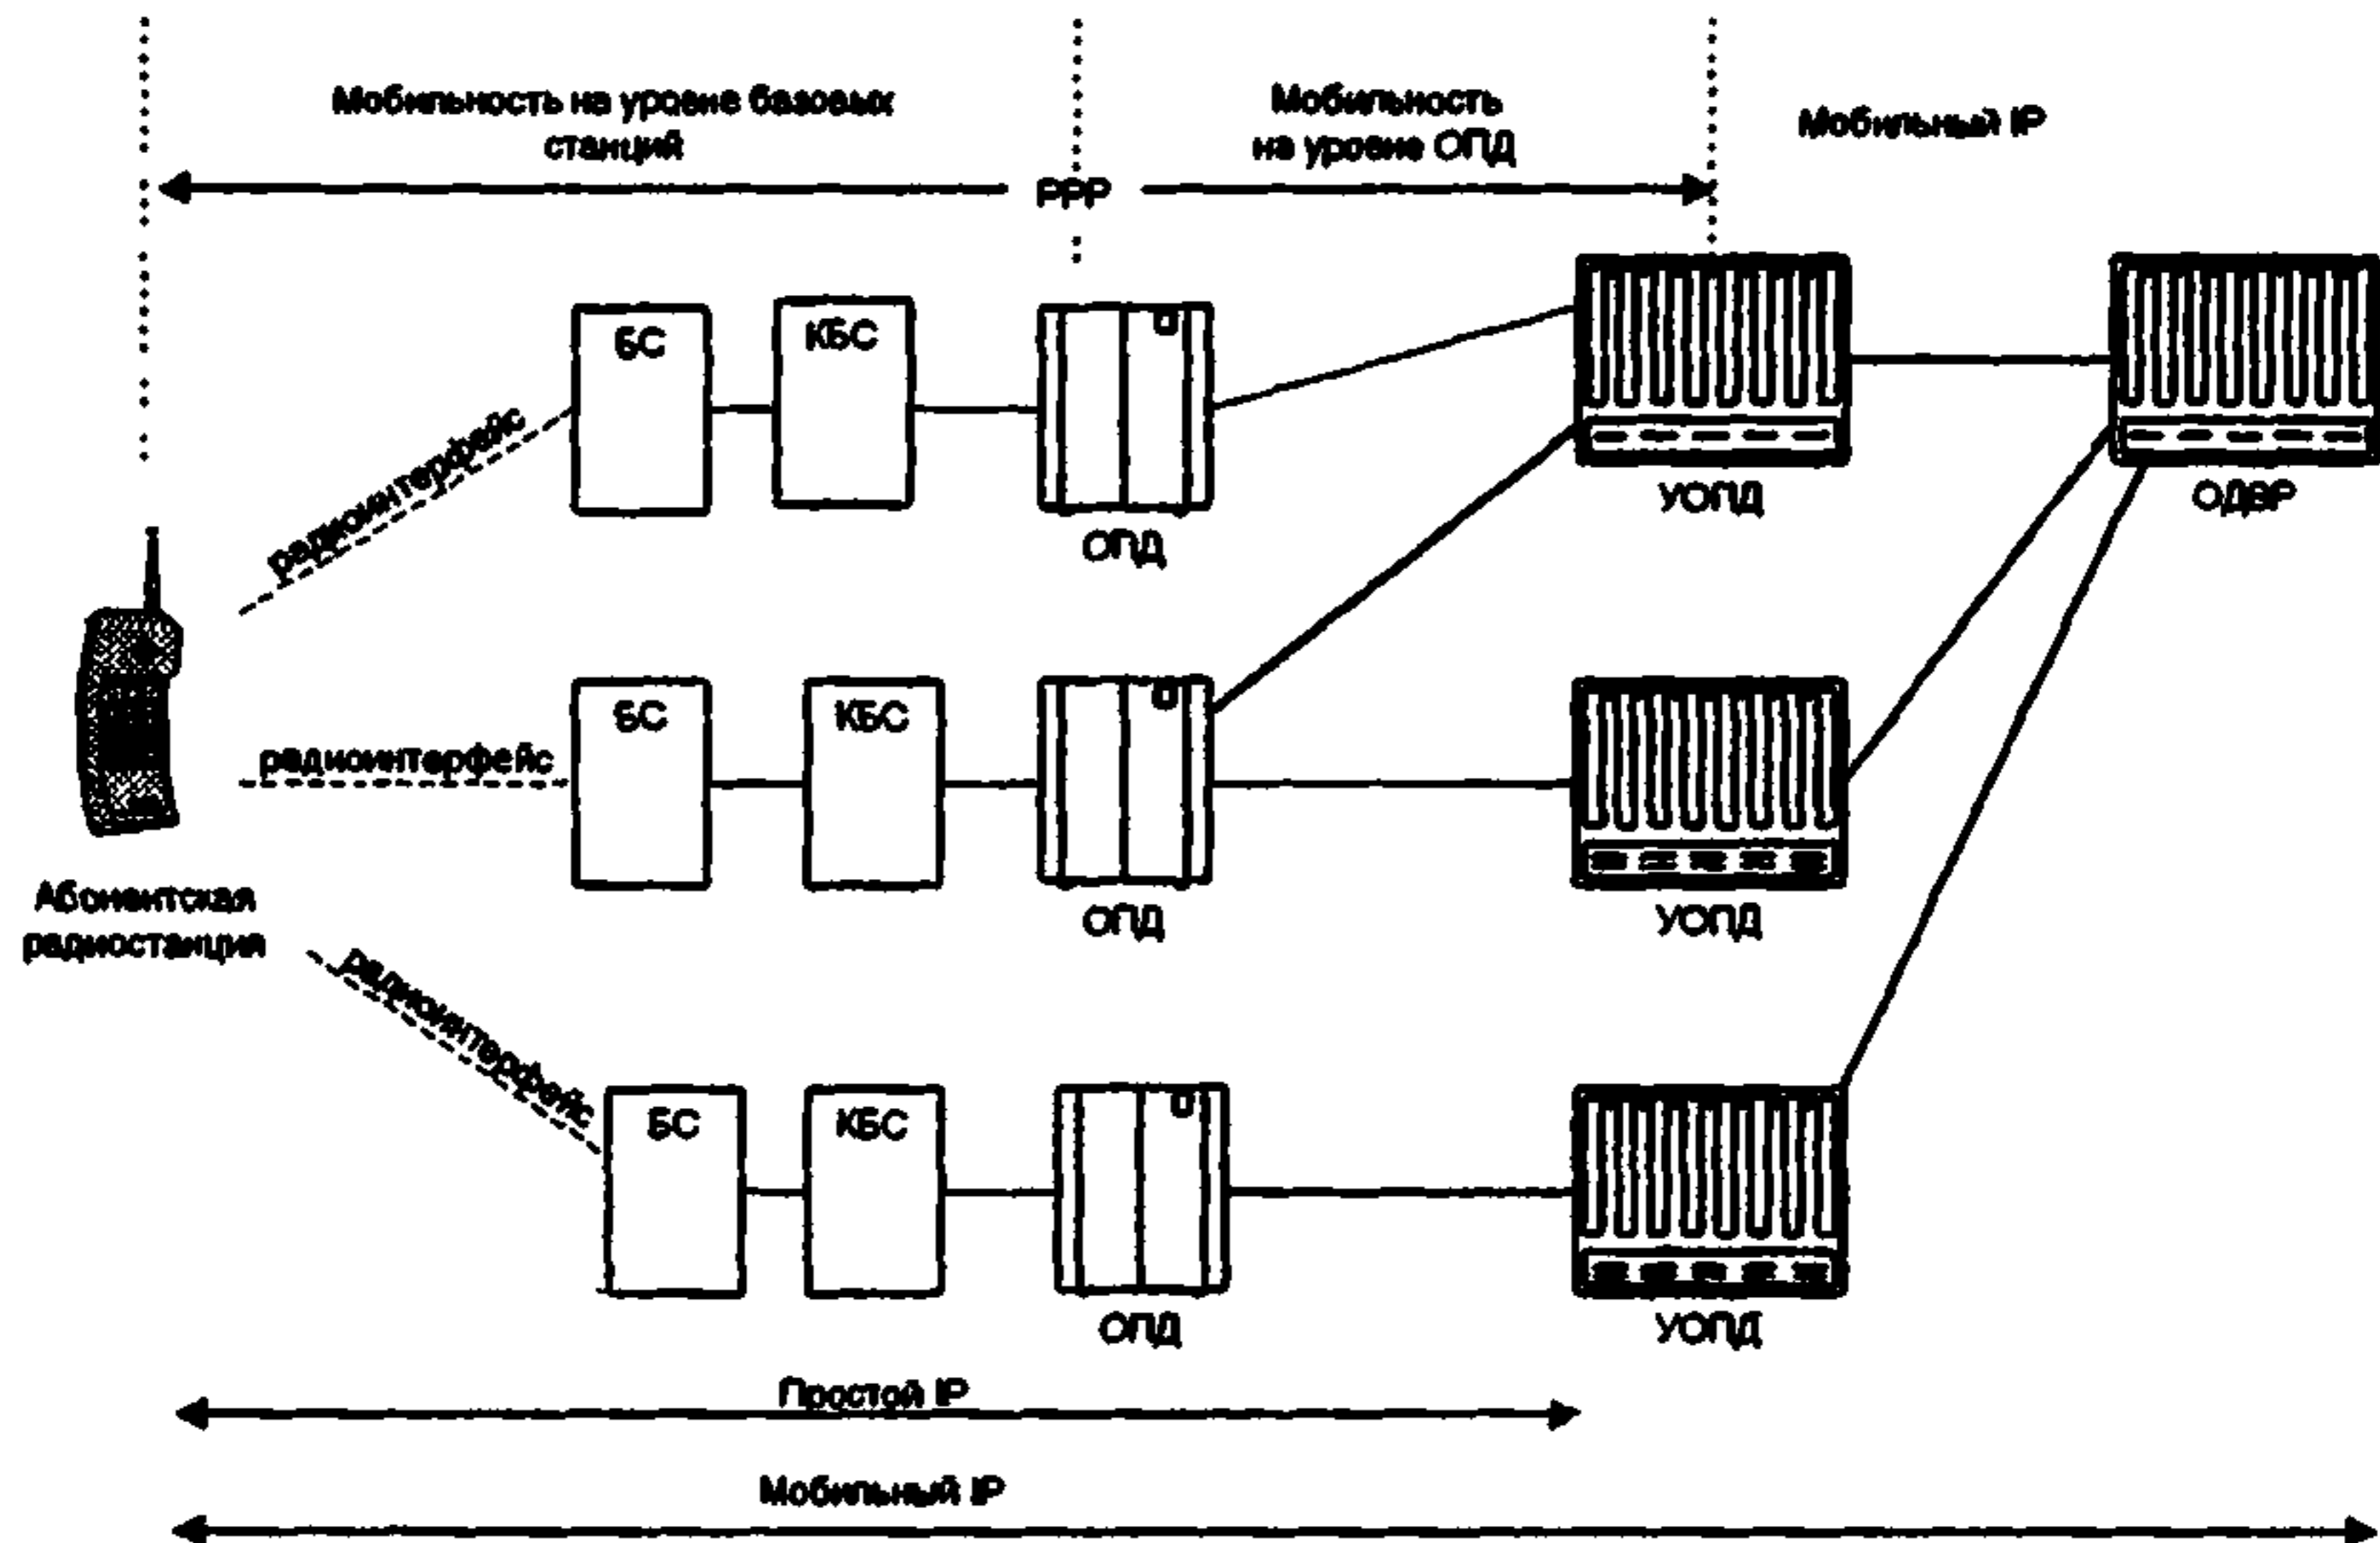 Мобильность на уровне базовых
станций
Мобильность
на уровне ОПД
Мобильный IP
PPP
БС
КБС
ОПД
УОПД
ОДВР
радиоинтерфейс
БС
КБС
ОПД
УОПД
радиоинтерфейс
Абонентская
радиостанция
радиоинтерфейс
БС
КБС
ОПД
УОПД
Простой IP
Мобильный IP